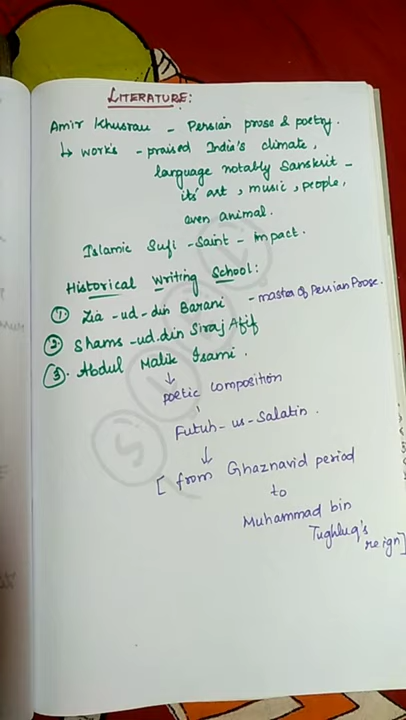 LITERATURE:
Amir Khusrau - Persian prose & poetry.
↳ works - praised India's climate,
language notably Sanskrit -
its' art, music, people,
even animal.
Islamic Sufi - Saint - impact.
Historical Writing School:
① Zia-ud-din Barani - master of Persian Prose.
②. Shams-ud.din Siraj Afif
③. Abdul Malik Isami.
↓
poetic composition
Futuh-us-Salatin.
↓
[ from Ghaznavid period
to
Muhammad bin
Tughluq's
reign]